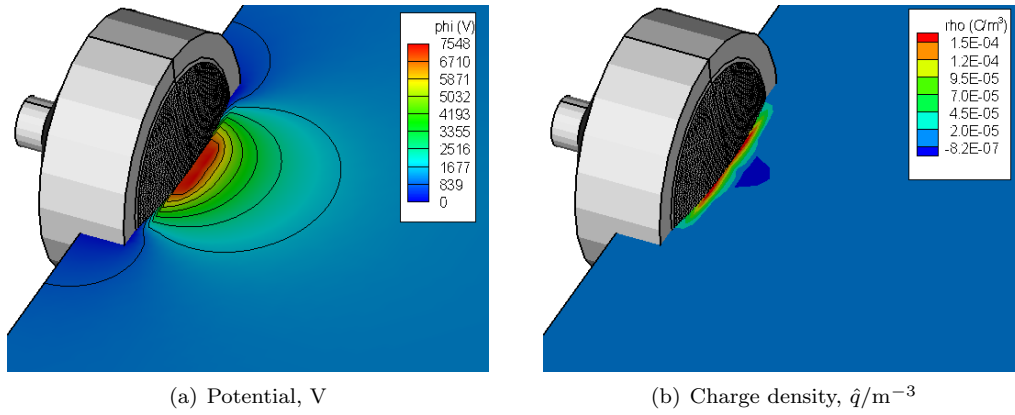 phi (V)
7548
6710
5871
5032
4193
3355
2516
1677
839
0
rho (C/m³)
1.5E-04
1.2E-04
9.5E-05
7.0E-05
4.5E-05
2.0E-05
-8.2E-07
(a) Potential, V
(b) Charge density, q̂/m⁻³